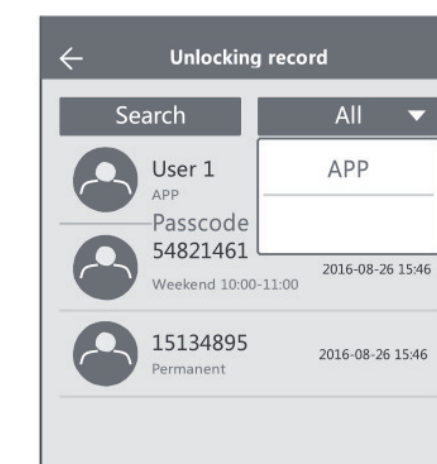 Unlocking record
Search
All
User 1
APP
APP
Passcode
54821461
Weekend 10:00-11:00
2016-08-26 15:46
15134895
Permanent
2016-08-26 15:46